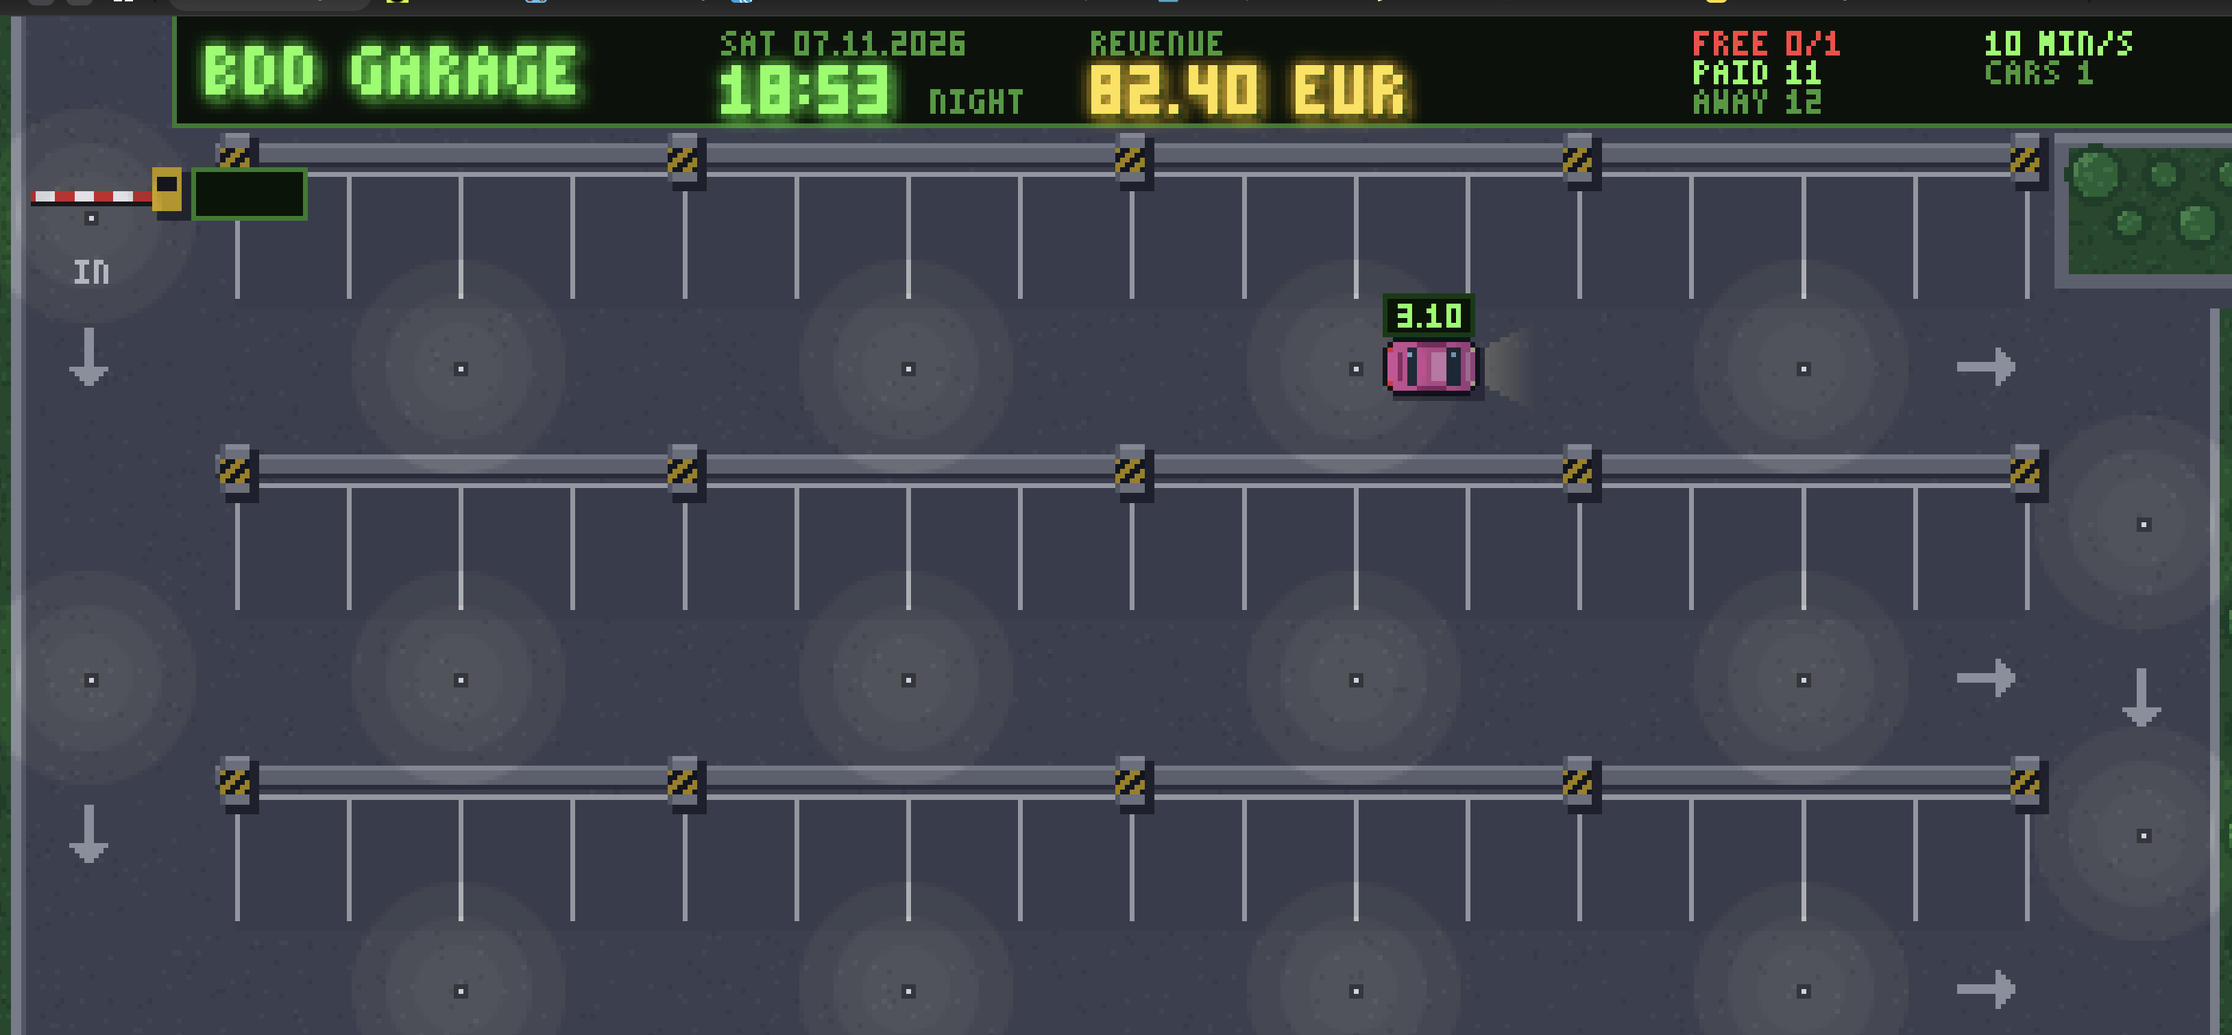 BDD GARAGE
SAT 07.11.2026
18:53 NIGHT
REVENUE
82.40 EUR
FREE 0/1
PAID 11
AWAY 12
10 MIN/S
CARS 1
IN
3.10